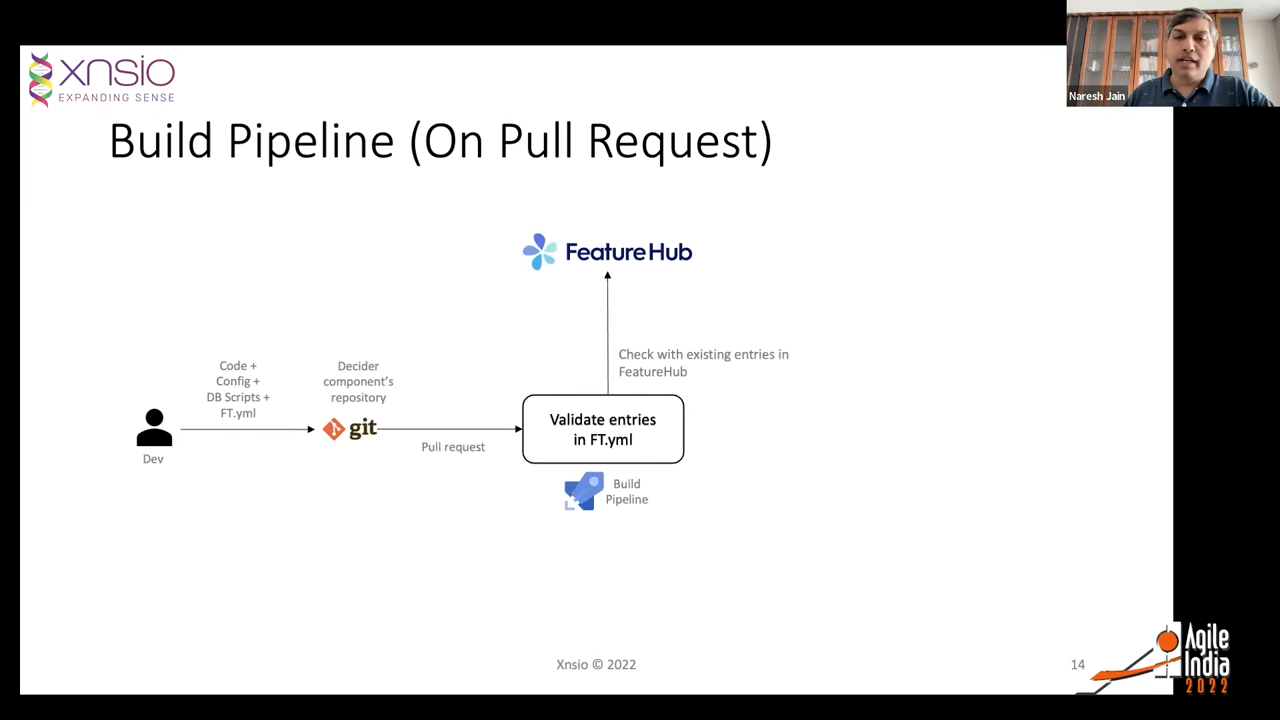 xnsio
EXPANDING SENSE
Naresh Jain
Build Pipeline (On Pull Request)
FeatureHub
Check with existing entries in
FeatureHub
Code +
Config +
DB Scripts +
FT.yml
Decider
component's
repository
git
Dev
Pull request
Validate entries
in FT.yml
Build
Pipeline
Xnsio © 2022
14
Agile
India
2022